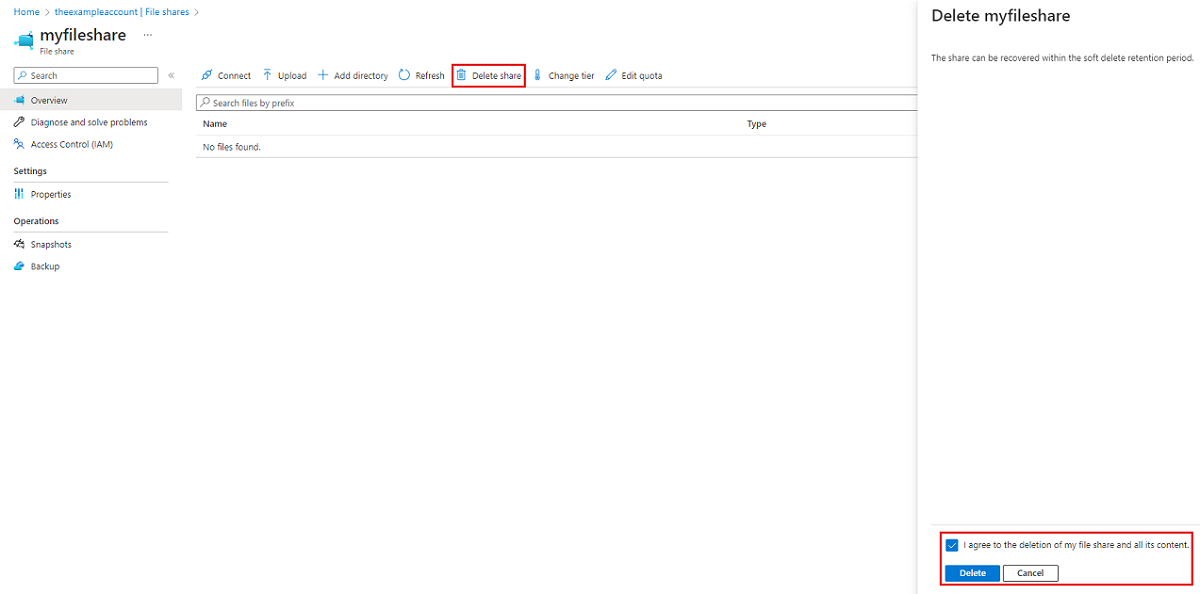 Home > theexampleaccount | File shares >
myfileshare ...
File share
Search «
Overview
Diagnose and solve problems
Access Control (IAM)
Settings
Properties
Operations
Snapshots
Backup
Connect Upload Add directory Refresh Delete share Change tier Edit quota
Search files by prefix
Name Type
No files found.
Delete myfileshare
The share can be recovered within the soft delete retention period.
I agree to the deletion of my file share and all its content.
Delete Cancel